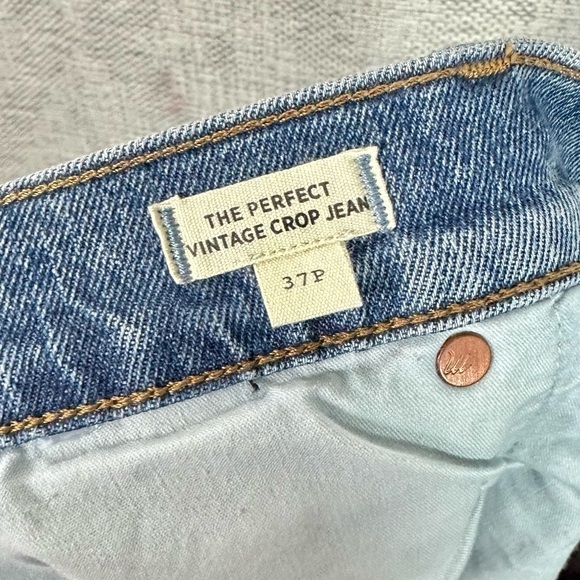 THE PERFECT
VINTAGE CROP JEAN
37P